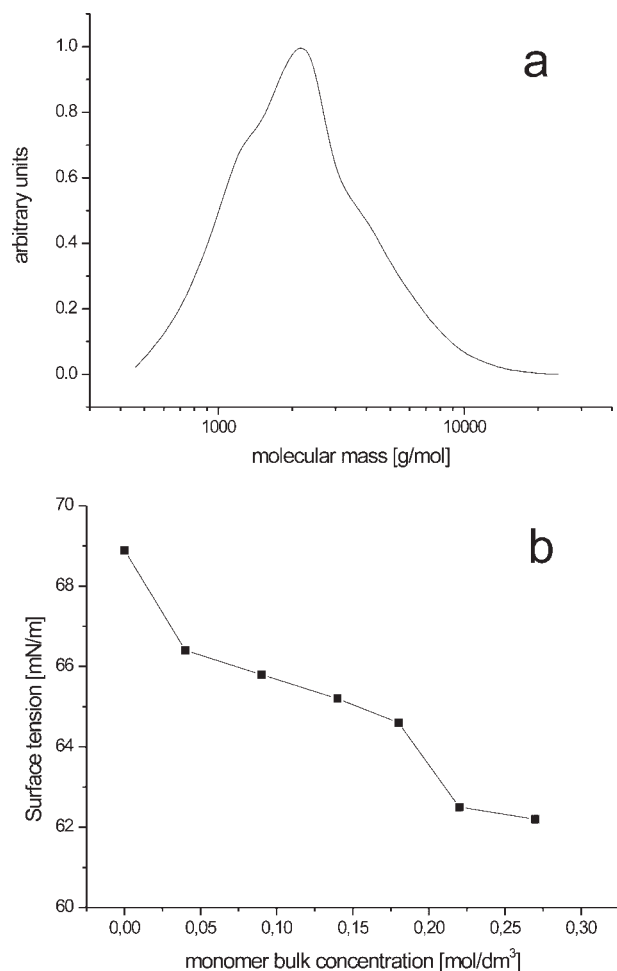 a
1.0
0.8
0.6
0.4
0.2
0.0
arbitrary units
1000 10000
molecular mass [g/mol]
b
70
68
66
64
62
60
Surface tension [mN/m]
0,00 0,05 0,10 0,15 0,20 0,25 0,30
monomer bulk concentration [mol/dm³]